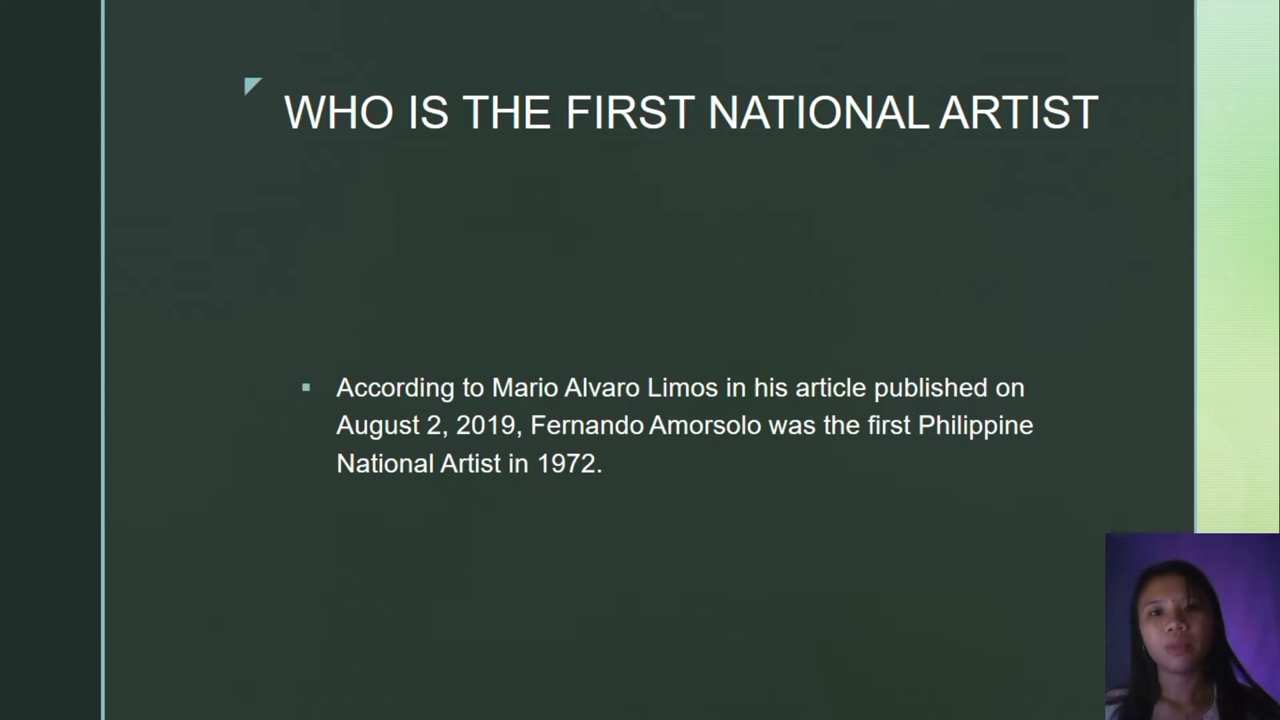 WHO IS THE FIRST NATIONAL ARTIST
▪ According to Mario Alvaro Limos in his article published on
August 2, 2019, Fernando Amorsolo was the first Philippine
National Artist in 1972.